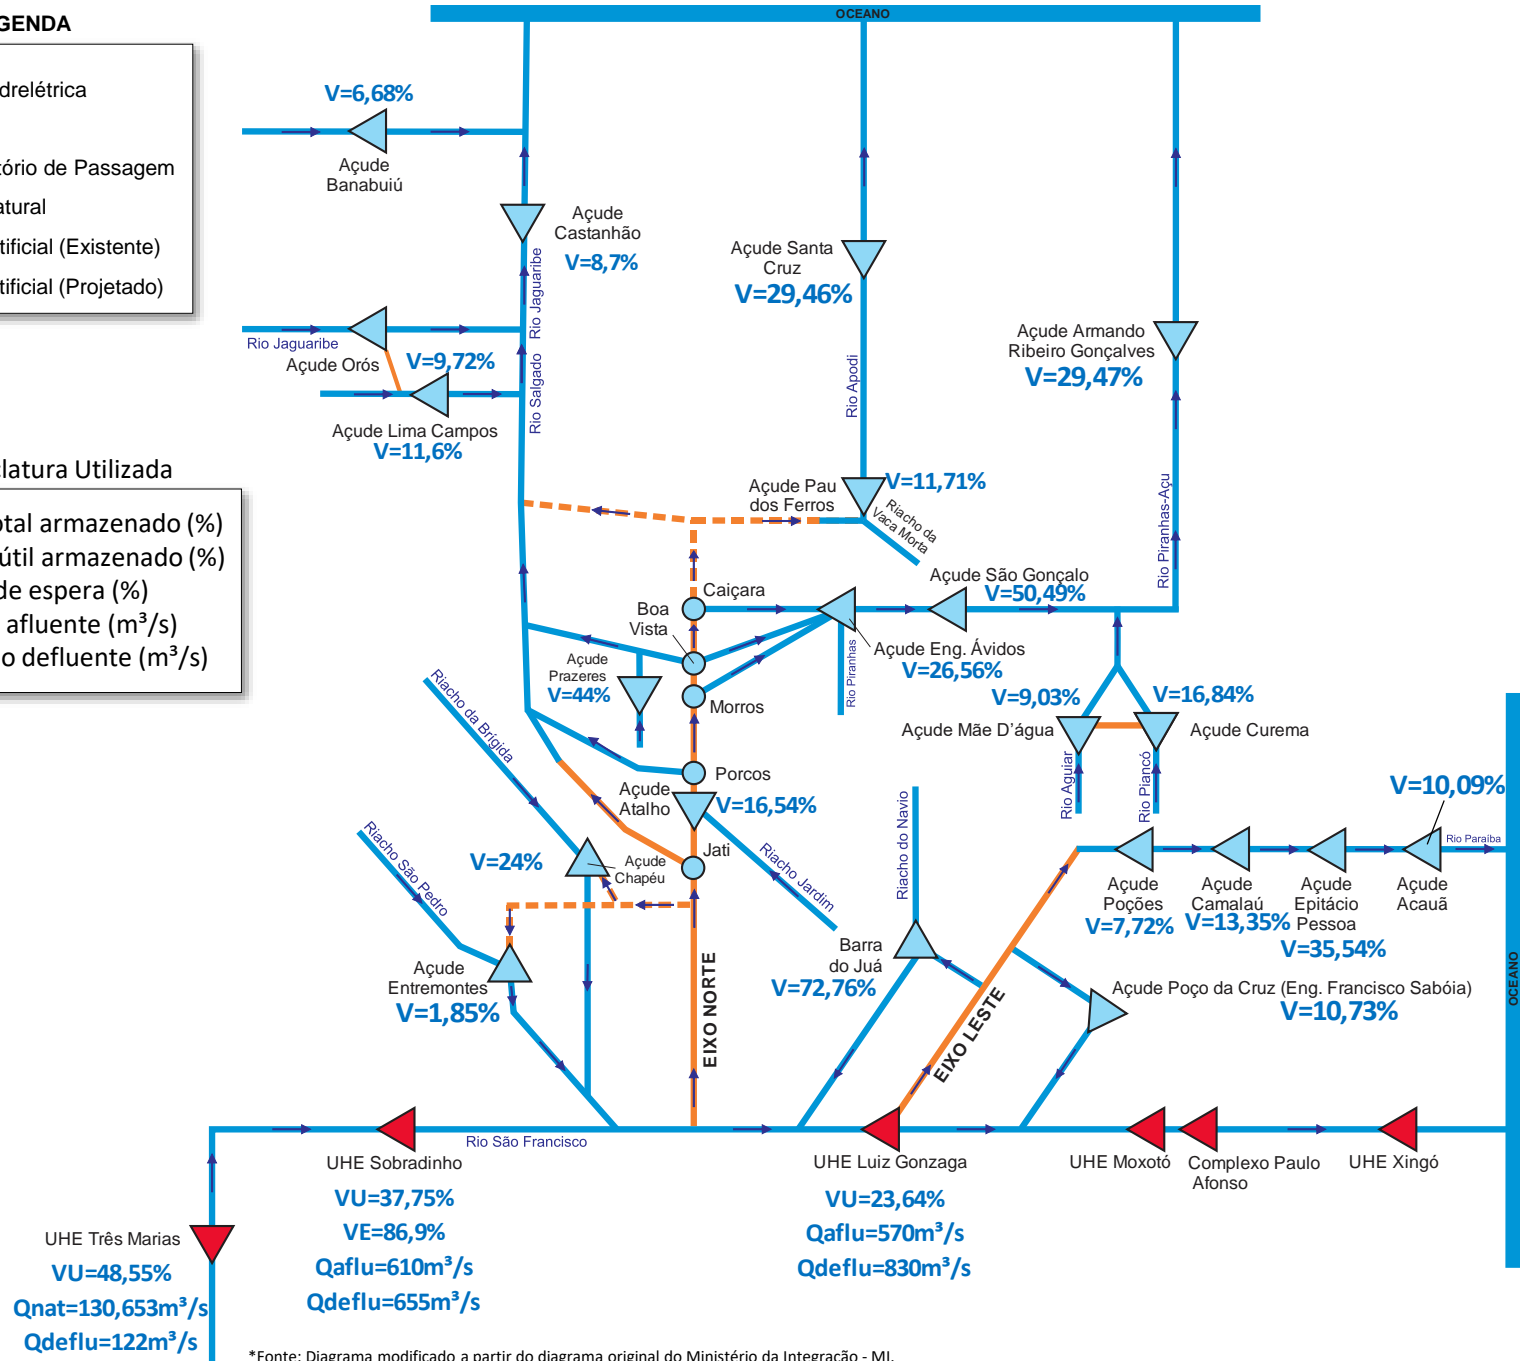 OCEANO
GENDA
drelétrica
tório de Passagem
atural
tificial (Existente)
tificial (Projetado)
V=6,68%
Açude
Banabuiú
Açude
Castanhão
V=8,7%
Rio Jaguaribe
Açude Santa
Cruz
V=29,46%
Rio Apodi
Açude Armando
Ribeiro Gonçalves
V=29,47%
Rio Piranhas-Açu
Rio Jaguaribe
Açude Orós
V=9,72%
Rio Salgado
Açude Lima Campos
V=11,6%
clatura Utilizada
otal armazenado (%)
útil armazenado (%)
de espera (%)
afluente (m³/s)
o defluente (m³/s)
Açude Pau
dos Ferros
V=11,71%
Riacho da
Vaca Morta
Caiçara
Boa
Vista
Açude São Gonçalo
V=50,49%
Açude Eng. Ávidos
V=26,56%
Rio Piranhas
Açude
Prazeres
V=44%
Morros
V=9,03%
V=16,84%
Açude Mãe D'água
Açude Curema
Rio Aguiar
Rio Piancó
Riacho da Brígida
Porcos
Açude
Atalho
V=16,54%
V=10,09%
Riacho São Pedro
V=24%
Açude
Chapéu
Jati
Riacho Jardim
Riacho do Navio
Rio Paraíba
Açude
Poções
V=7,72%
Açude
Camalaú
V=13,35%
Açude
Epitácio
Pessoa
V=35,54%
Açude
Acauã
Açude
Entremontes
V=1,85%
EIXO NORTE
Barra
do Juá
V=72,76%
EIXO LESTE
Açude Poço da Cruz (Eng. Francisco Sabóia)
V=10,73%
OCEANO
Rio São Francisco
UHE Sobradinho
VU=37,75%
VE=86,9%
Qaflu=610m³/s
Qdeflu=655m³/s
UHE Luiz Gonzaga
VU=23,64%
Qaflu=570m³/s
Qdeflu=830m³/s
UHE Moxotó
Complexo Paulo
Afonso
UHE Xingó
UHE Três Marias
VU=48,55%
Qnat=130,653m³/s
Qdeflu=122m³/s
*Fonte: Diagrama modificado a partir do diagrama original do Ministério da Integração - MI.